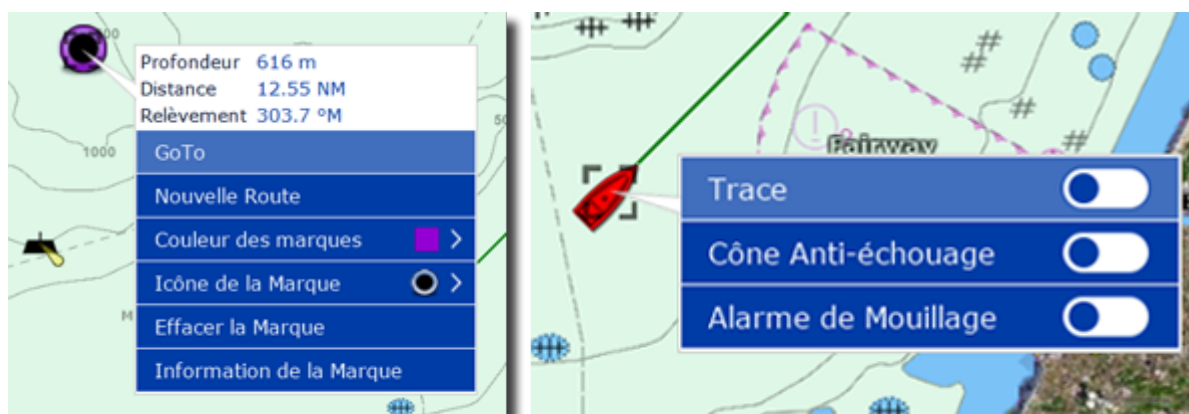 Profondeur 616 m
Distance 12.55 NM
Relèvement 303.7 °M
GoTo
1000
Nouvelle Route
Couleur des marques
Icône de la Marque
Effacer la Marque
Information de la Marque
Fairway
Trace
Cône Anti-échouage
Alarme de Mouillage